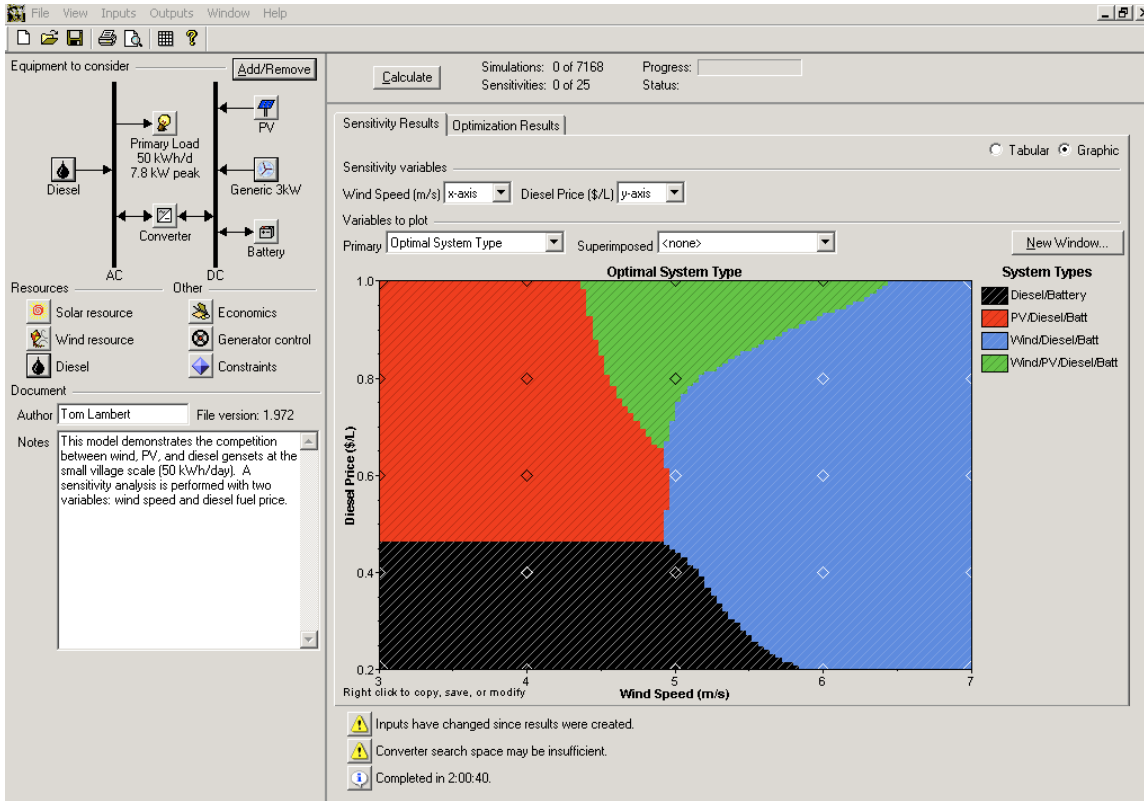 File View Inputs Outputs Window Help
Equipment to consider
Add/Remove
Primary Load
50 kWh/d
7.8 kW peak
PV
Diesel
Generic 3kW
Converter
Battery
AC DC
Resources Other
Solar resource Economics
Wind resource Generator control
Diesel Constraints
Document
Author Tom Lambert File version: 1.972
Notes
This model demonstrates the competition
between wind, PV, and diesel gensets at the
small village scale (50 kWh/day). A
sensitivity analysis is performed with two
variables: wind speed and diesel fuel price.
Calculate
Simulations: 0 of 7168 Progress:
Sensitivities: 0 of 25 Status:
Sensitivity Results Optimization Results
Tabular Graphic
Sensitivity variables
Wind Speed (m/s) x-axis Diesel Price ($/L) y-axis
Variables to plot
Primary Optimal System Type Superimposed <none> New Window...
Optimal System Type
1.0
0.8
0.6
0.4
0.2
Diesel Price ($/L)
3 4 5 6 7
Wind Speed (m/s)
Right click to copy, save, or modify
System Types
Diesel/Battery
PV/Diesel/Batt
Wind/Diesel/Batt
Wind/PV/Diesel/Batt
Inputs have changed since results were created.
Converter search space may be insufficient.
Completed in 2:00:40.